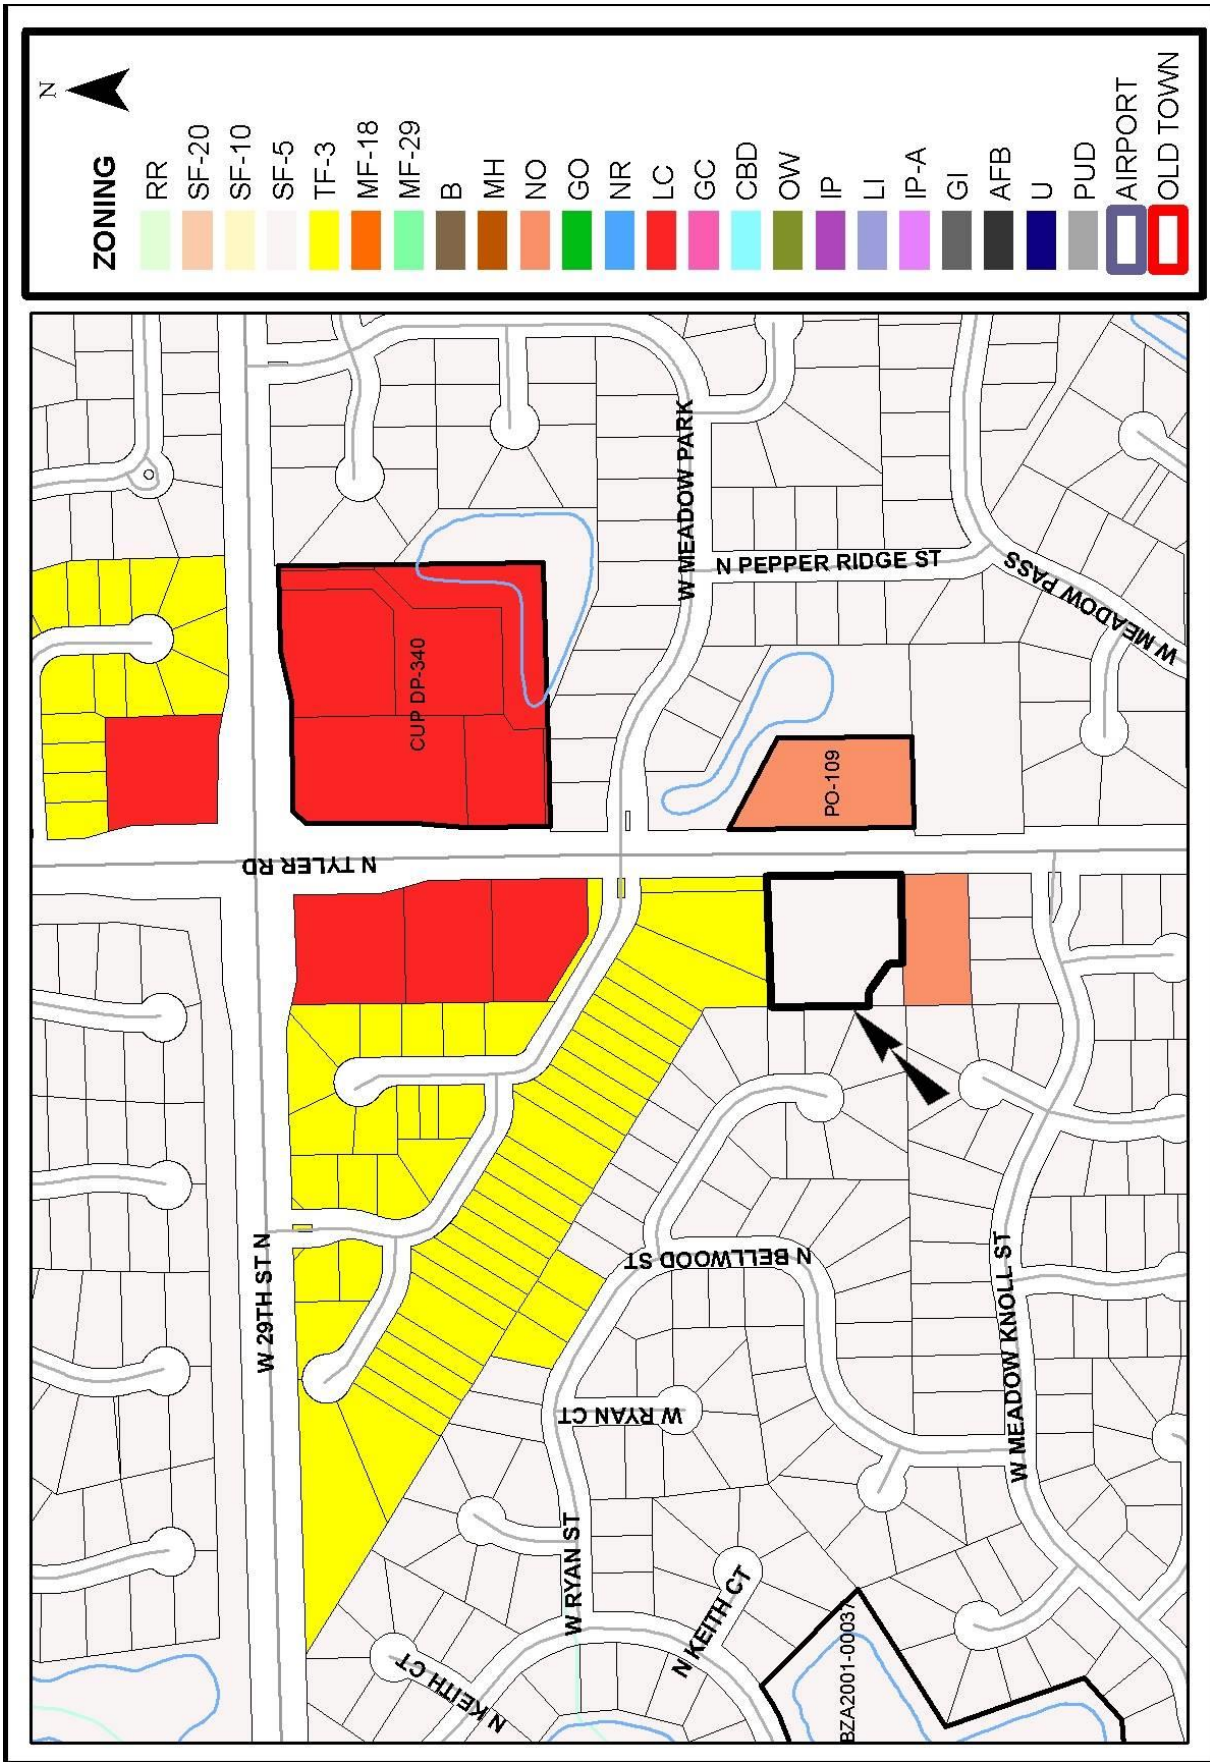 N
ZONING
RR
SF-20
SF-10
SF-5
TF-3
MF-18
MF-29
B
MH
NO
GO
NR
LC
GC
CBD
OW
IP
LI
IP-A
GI
AFB
U
PUD
AIRPORT
OLD TOWN
W 29TH ST N
N TYLER RD
CUP DP-340
W MEADOW PARK
N PEPPER RIDGE ST
W MEADOW PASS
PO-109
N BELLWOOD ST
W RYAN CT
W RYAN ST
N KEITH CT
N KEITH CT
W MEADOW KNOLL ST
BZA2001-00037